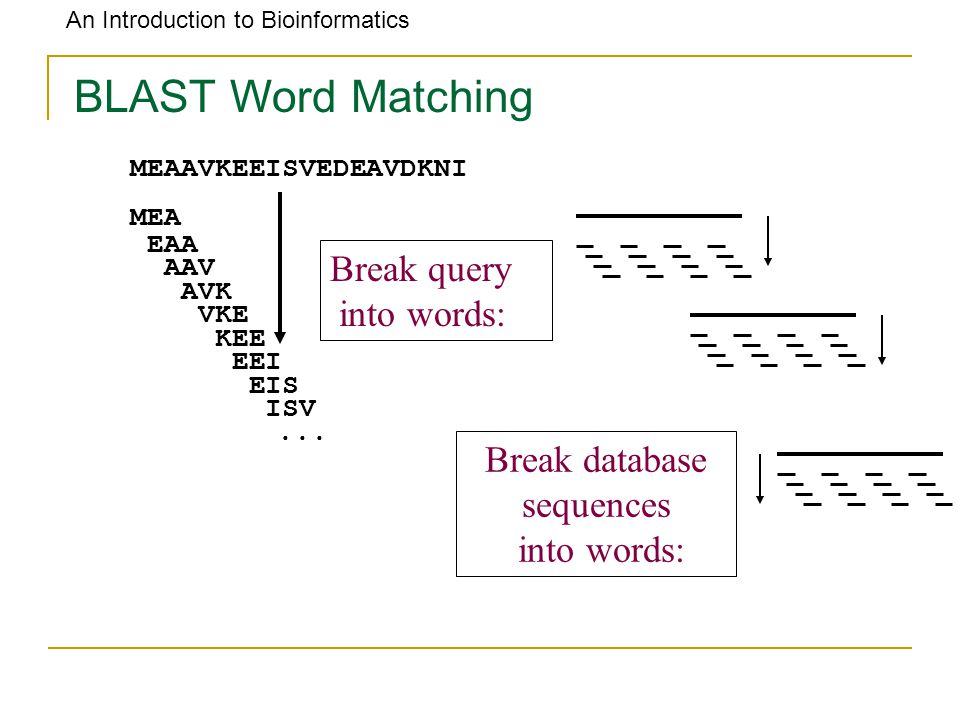 An Introduction to Bioinformatics
BLAST Word Matching
MEAAVKEEISVEDEAVDKNI
MEA
EAA
AAV
AVK
VKE
KEE
EEI
EIS
ISV
...
Break query
into words:
Break database
sequences
into words: